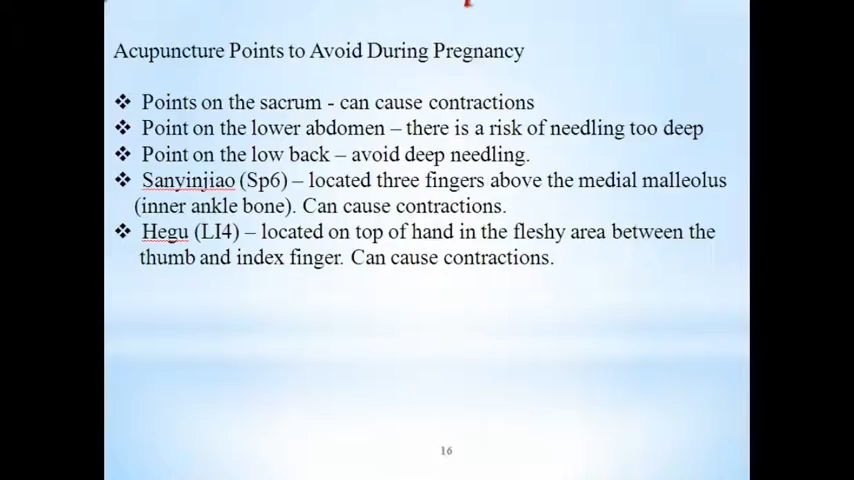 Acupuncture Points to Avoid During Pregnancy
❖ Points on the sacrum - can cause contractions
❖ Point on the lower abdomen – there is a risk of needling too deep
❖ Point on the low back – avoid deep needling.
❖ Sanyinjiao (Sp6) – located three fingers above the medial malleolus
(inner ankle bone). Can cause contractions.
❖ Hegu (LI4) – located on top of hand in the fleshy area between the
thumb and index finger. Can cause contractions.
16